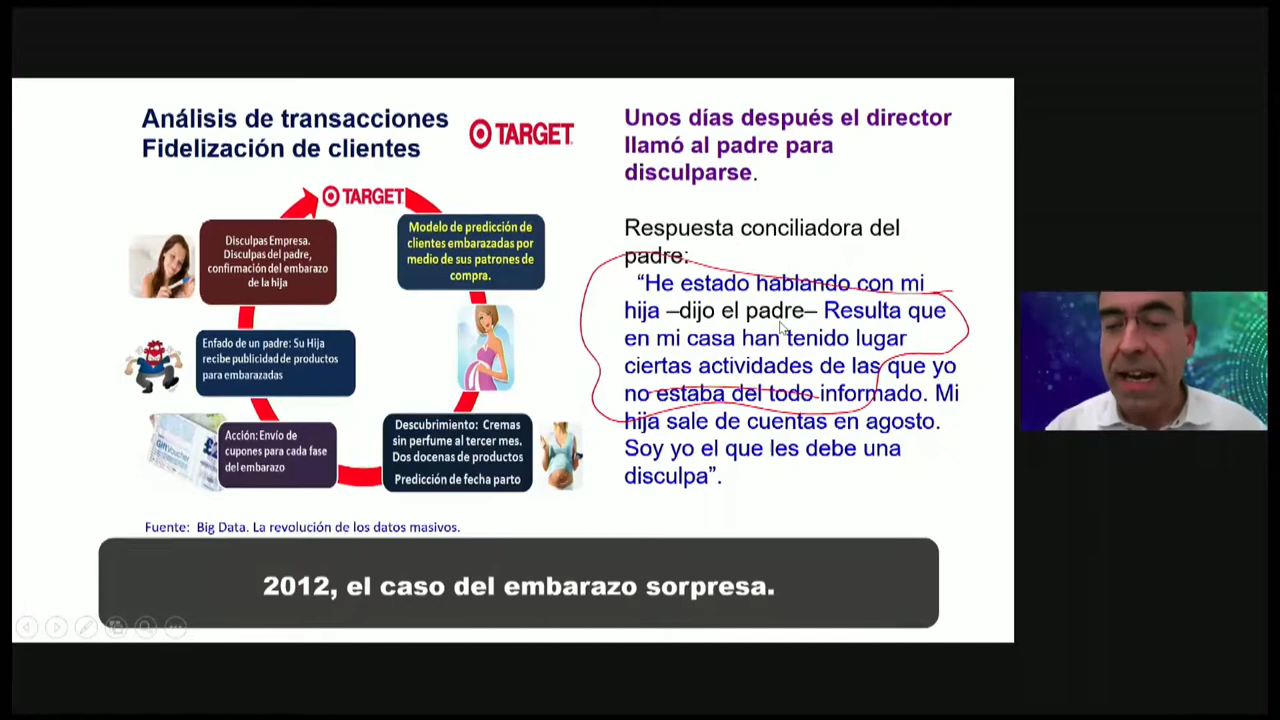 Análisis de transacciones
Fidelización de clientes
TARGET
TARGET
Modelo de predicción de
clientes embarazadas por
medio de sus patrones de
compra.
Descubrimiento: Cremas
sin perfume al tercer mes.
Dos docenas de productos
Predicción de fecha parto
Acción: Envío de
cupones para cada fase
del embarazo
GiftVoucher
Enfado de un padre: Su Hija
recibe publicidad de productos
para embarazadas
Disculpas Empresa.
Disculpas del padre,
confirmación del embarazo
de la hija
Fuente: Big Data. La revolución de los datos masivos.
Unos días después el director
llamó al padre para
disculparse.
Respuesta conciliadora del
padre:
“He estado hablando con mi
hija –dijo el padre– Resulta que
en mi casa han tenido lugar
ciertas actividades de las que yo
no estaba del todo informado. Mi
hija sale de cuentas en agosto.
Soy yo el que les debe una
disculpa”.
2012, el caso del embarazo sorpresa.